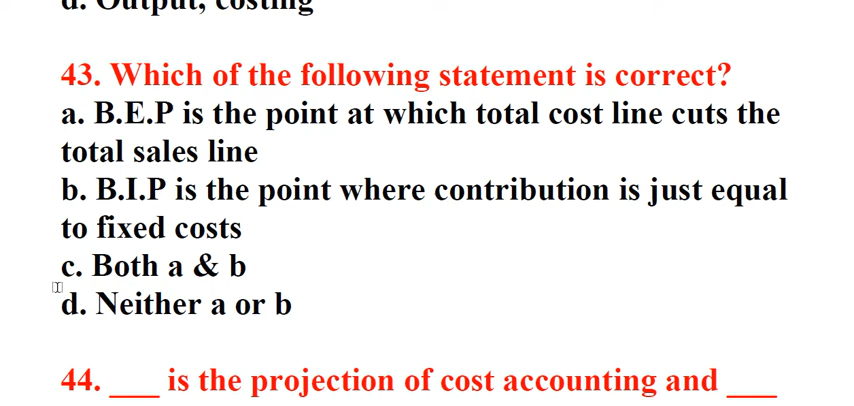 d. Output, costing
43. Which of the following statement is correct?
a. B.E.P is the point at which total cost line cuts the
total sales line
b. B.I.P is the point where contribution is just equal
to fixed costs
c. Both a & b
d. Neither a or b
44. ___ is the projection of cost accounting and ___